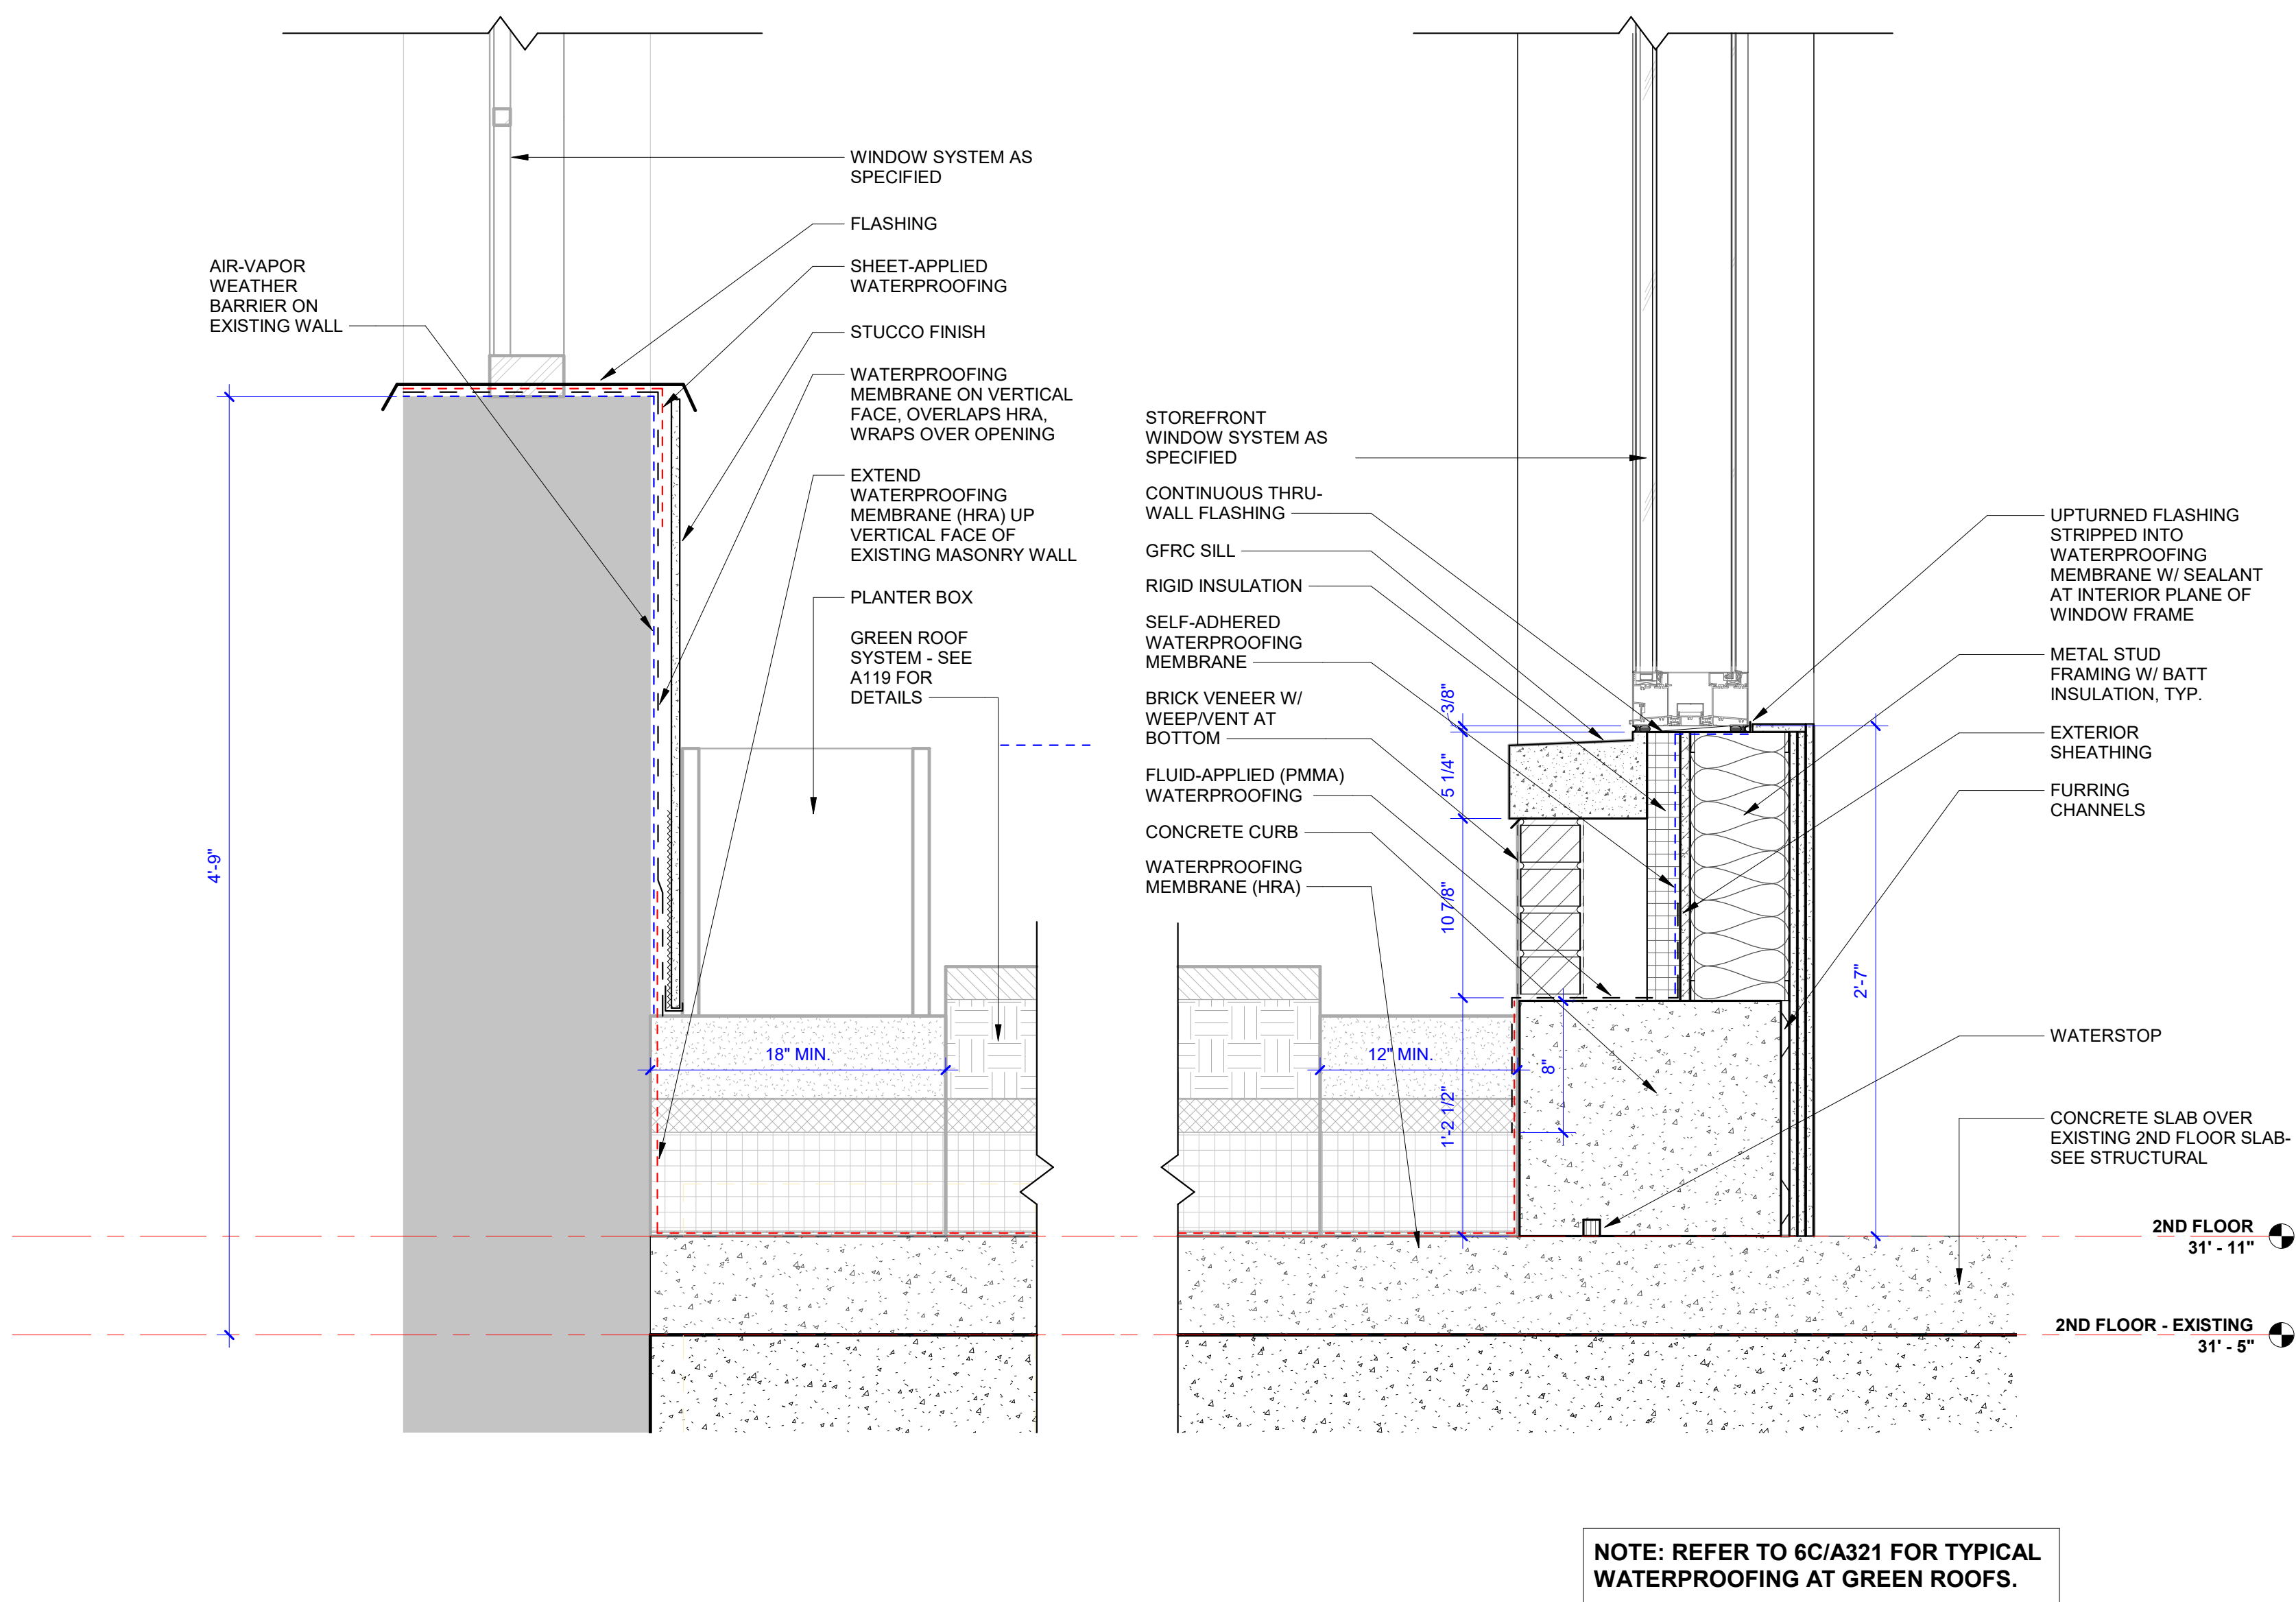 WINDOW SYSTEM AS
SPECIFIED
FLASHING
SHEET-APPLIED
WATERPROOFING
AIR-VAPOR
WEATHER
BARRIER ON
EXISTING WALL
STUCCO FINISH
WATERPROOFING
MEMBRANE ON VERTICAL
FACE, OVERLAPS HRA,
WRAPS OVER OPENING
EXTEND
WATERPROOFING
MEMBRANE (HRA) UP
VERTICAL FACE OF
EXISTING MASONRY WALL
PLANTER BOX
GREEN ROOF
SYSTEM - SEE
A119 FOR
DETAILS
4'-9"
18" MIN.
STOREFRONT
WINDOW SYSTEM AS
SPECIFIED
CONTINUOUS THRU-
WALL FLASHING
GFRC SILL
RIGID INSULATION
SELF-ADHERED
WATERPROOFING
MEMBRANE
BRICK VENEER W/
WEEP/VENT AT
BOTTOM
FLUID-APPLIED (PMMA)
WATERPROOFING
CONCRETE CURB
WATERPROOFING
MEMBRANE (HRA)
3/8"
5 1/4"
10 7/8"
1'-2 1/2"
12" MIN.
8"
2'-7"
UPTURNED FLASHING
STRIPPED INTO
WATERPROOFING
MEMBRANE W/ SEALANT
AT INTERIOR PLANE OF
WINDOW FRAME
METAL STUD
FRAMING W/ BATT
INSULATION, TYP.
EXTERIOR
SHEATHING
FURRING
CHANNELS
WATERSTOP
CONCRETE SLAB OVER
EXISTING 2ND FLOOR SLAB-
SEE STRUCTURAL
2ND FLOOR
31' - 11"
2ND FLOOR - EXISTING
31' - 5"
NOTE: REFER TO 6C/A321 FOR TYPICAL
WATERPROOFING AT GREEN ROOFS.